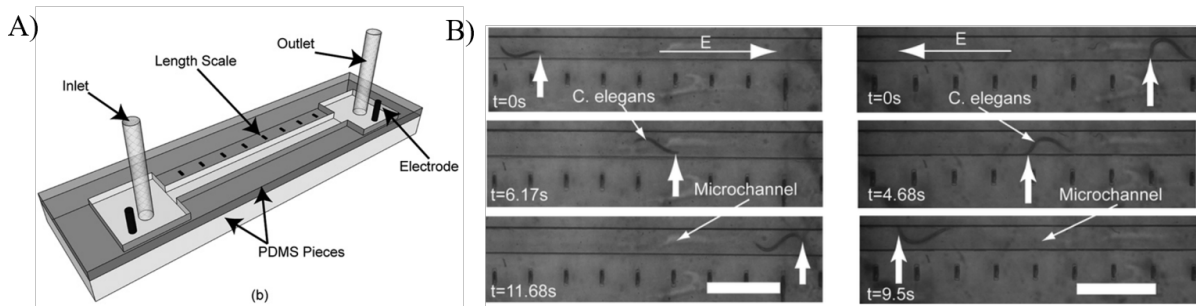 A)
Outlet
Length Scale
Inlet
Electrode
PDMS Pieces
(b)
B)
E
t=0s
C. elegans
t=6.17s
Microchannel
t=11.68s
E
t=0s
C. elegans
t=4.68s
Microchannel
t=9.5s